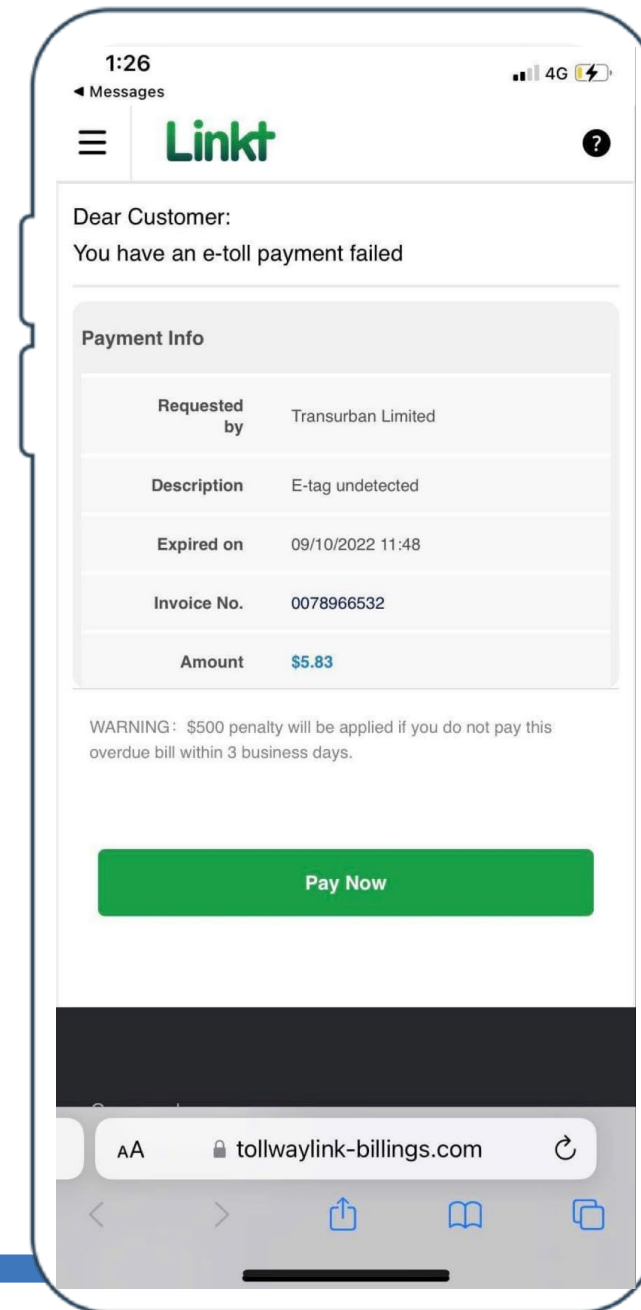 1:26
4G
◀ Messages
Linkt
?
Dear Customer:
You have an e-toll payment failed
Payment Info
Requested by
Transurban Limited
Description
E-tag undetected
Expired on
09/10/2022 11:48
Invoice No.
0078966532
Amount
$5.83
WARNING: $500 penalty will be applied if you do not pay this
overdue bill within 3 business days.
Pay Now
AA
tollwaylink-billings.com